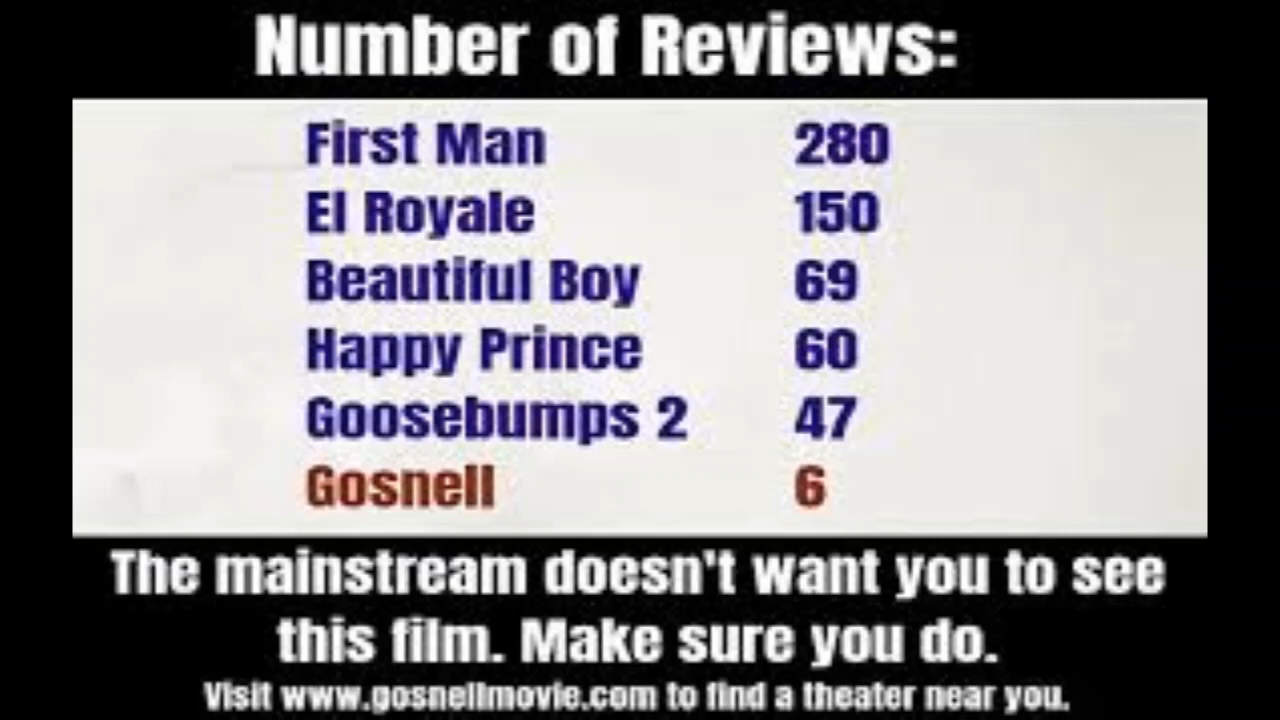 Number of Reviews:
First Man 280
El Royale 150
Beautiful Boy 69
Happy Prince 60
Goosebumps 2 47
Gosnell 6
The mainstream doesn't want you to see
this film. Make sure you do.
Visit www.gosnellmovie.com to find a theater near you.